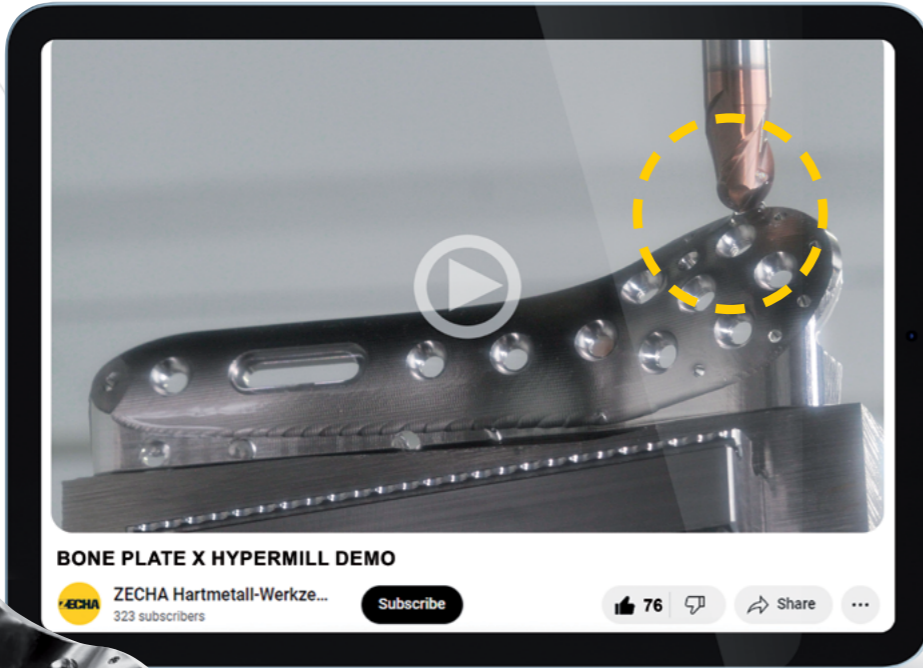 BONE PLATE X HYPERMILL DEMO
ZECHA
ZECHA Hartmetall-Werkze...
323 subscribers
Subscribe
76
Share